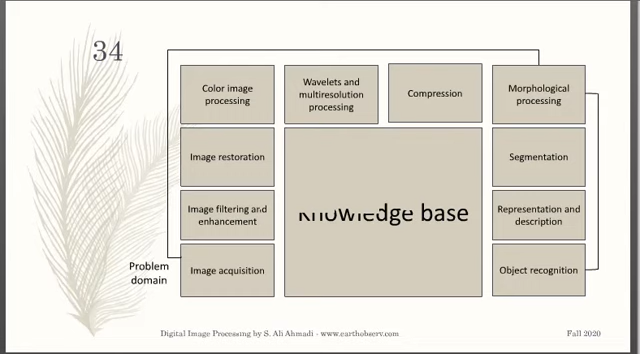 34
Color image
processing
Wavelets and
multiresolution
processing
Compression
Morphological
processing
Image restoration
Knowledge base
Segmentation
Image filtering and
enhancement
Representation and
description
Problem
domain
Image acquisition
Object recognition
Digital Image Processing by S. Ali Ahmadi - www.earthobserv.com
Fall 2020